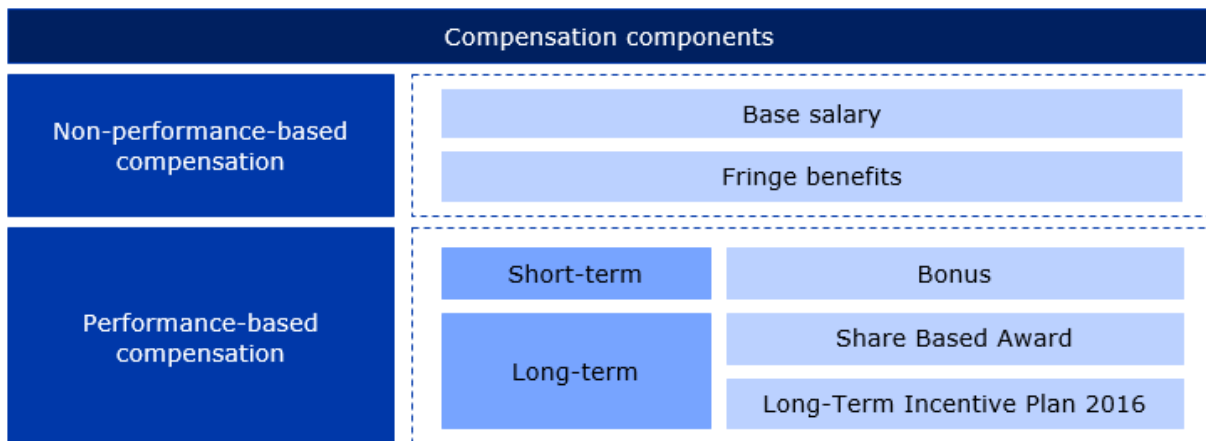 Compensation components
Non-performance-based
compensation
Base salary
Fringe benefits
Performance-based
compensation
Short-term
Bonus
Long-term
Share Based Award
Long-Term Incentive Plan 2016